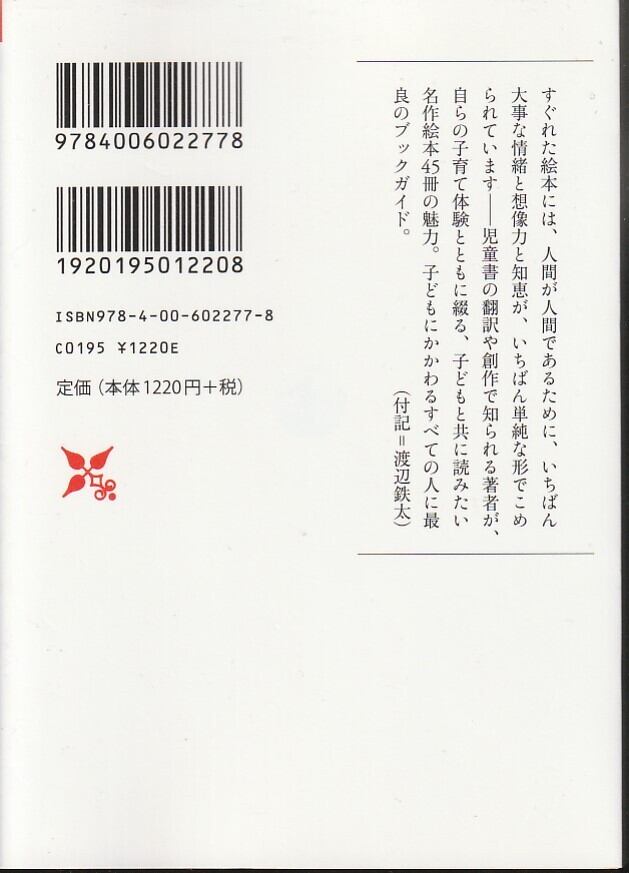 9784006022778
1920195012208
ISBN978-4-00-602277-8
C0195 ¥1220E
定価(本体1220円+税)
すぐれた絵本には、人間が人間であるために、いちばん
大事な情緒と想像力と知恵が、いちばん単純な形でこめ
られています――児童書の翻訳や創作で知られる著者が、
自らの子育て体験とともに綴る、子どもと共に読みたい
名作絵本45冊の魅力。子どもにかかわるすべての人に最
良のブックガイド。
(付記=渡辺鉄太)